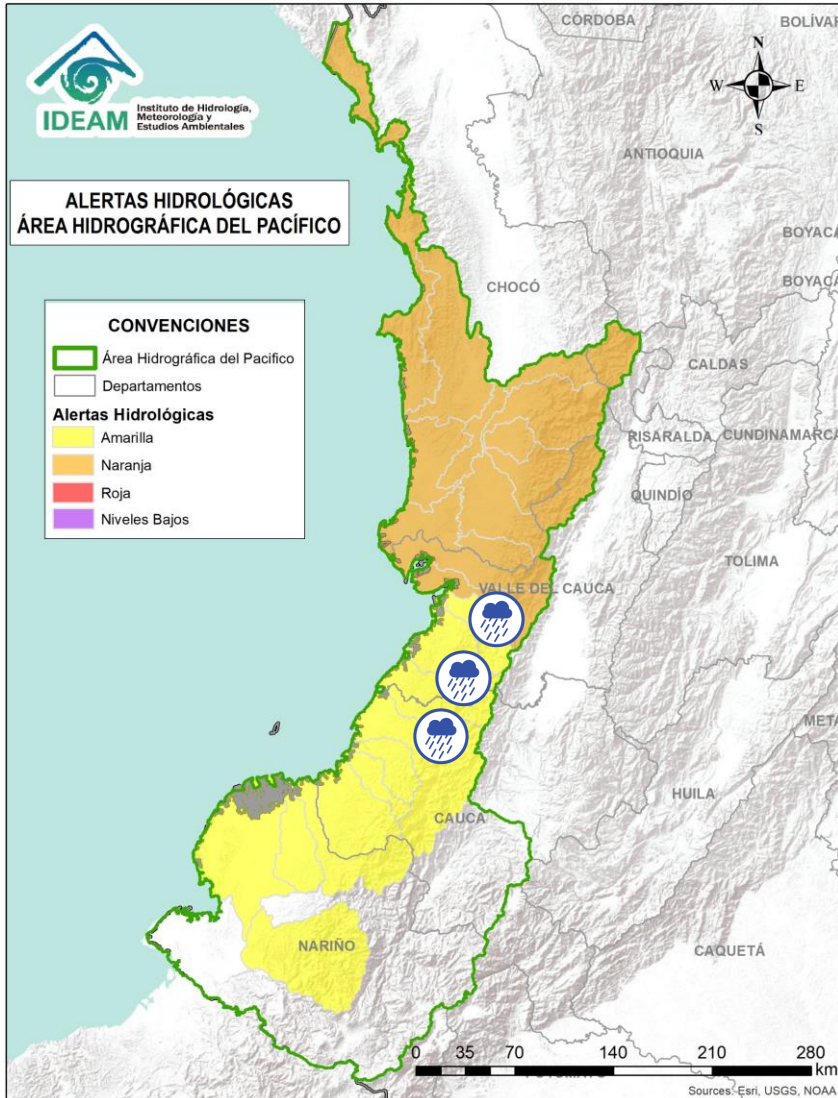 CÓRDOBA
BOLÍVAR
IDEAM
Instituto de Hidrología,
Meteorología y
Estudios Ambientales
N
W E
S
ANTIOQUIA
ALERTAS HIDROLÓGICAS
ÁREA HIDROGRÁFICA DEL PACÍFICO
BOYACÁ
CHOCÓ
BOYACÁ
CONVENCIONES
Área Hidrográfica del Pacifico
Departamentos
Alertas Hidrológicas
Amarilla
Naranja
Roja
Niveles Bajos
CALDAS
RISARALDA
CUNDINAMARCA
QUINDÍO
TOLIMA
VALLE DEL CAUCA
META
HUILA
CAUCA
NARIÑO
CAQUETÁ
0 35 70 140 210 280
km
Sources: Esri, USGS, NOAA